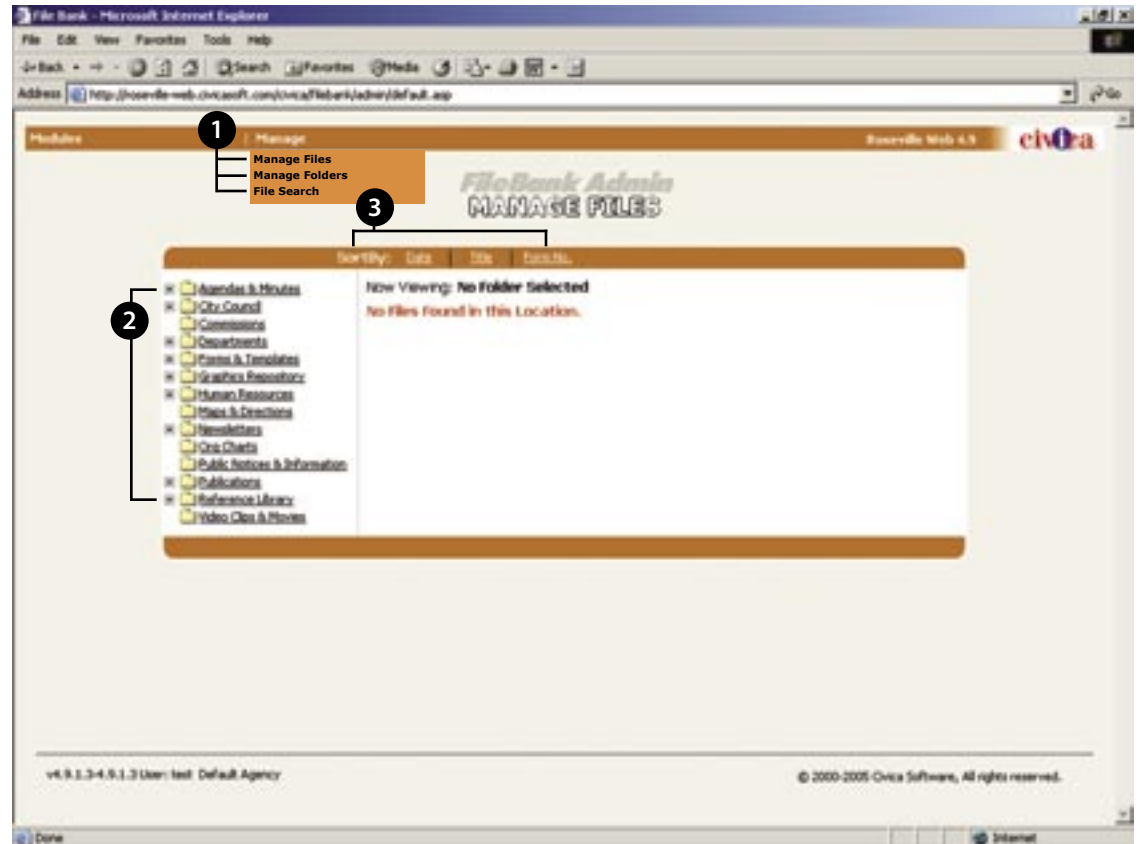 File Bank - Microsoft Internet Explorer
File Edit View Favorites Tools Help
Back Search Favorites Media
Address http://roseville-web.civicasoft.com/civica/filebank/admin/default.asp Go
Modules | Manage Roseville Web 4.9 civica
1
Manage Files
Manage Folders
File Search
FileBank Admin
MANAGE FILES
3
SortBy: Date Title Form No.
2
Agendas & Minutes
City Council
Commissions
Departments
Forms & Templates
Graphics Repository
Human Resources
Maps & Directions
Newsletters
Org Charts
Public Notices & Information
Publications
Reference Library
Video Clips & Movies
Now Viewing: No Folder Selected
No Files Found in this Location.
v4.9.1.3-4.9.1.3 User: test Default Agency © 2000-2005 Civica Software, All rights reserved.
Done Internet